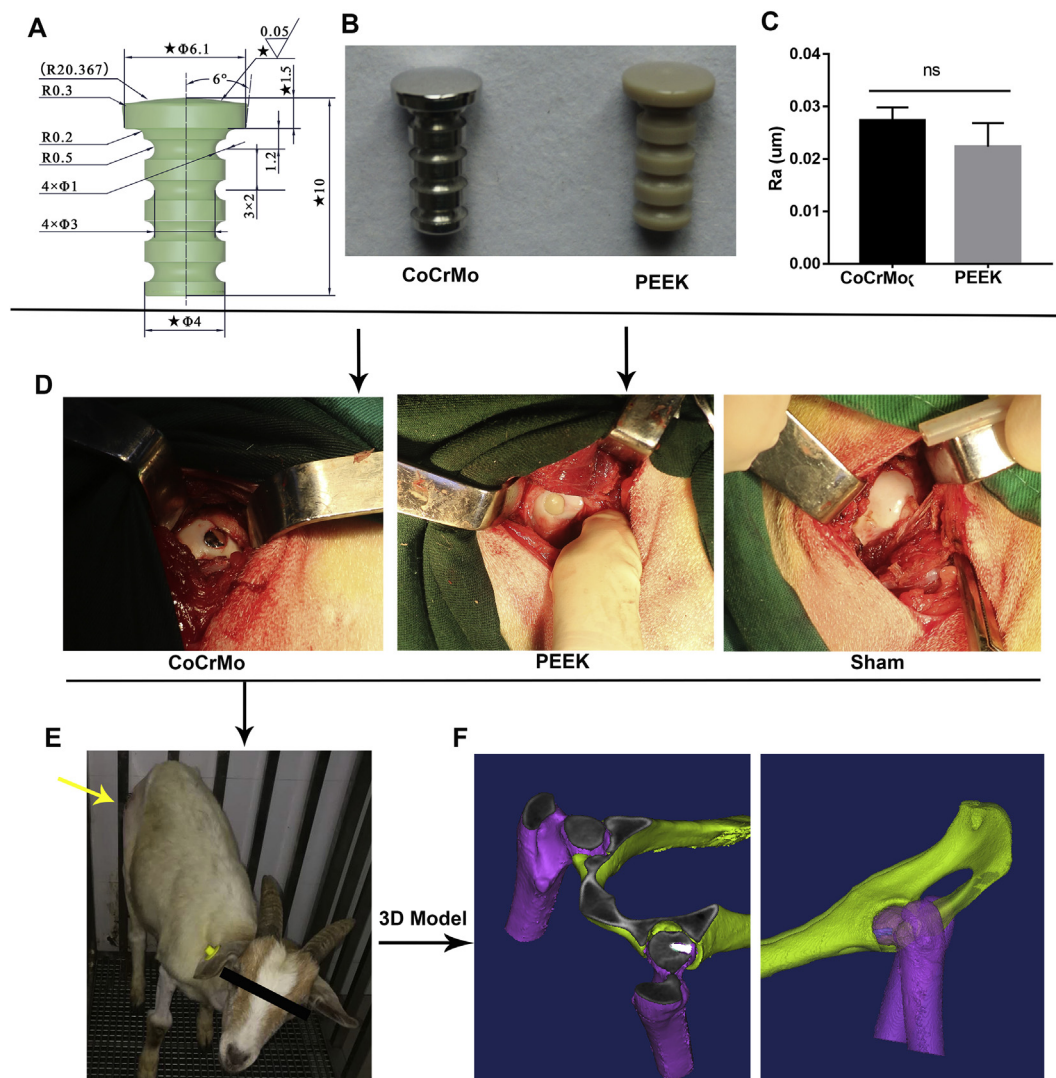 A
★Φ6.1
0.05
★
(R20.367)
6°
★1.5
R0.3
R0.2
R0.5
1.2
4×Φ1
3×2
★10
4×Φ3
★Φ4
B
CoCrMo
PEEK
C
ns
Ra (um)
0.04
0.03
0.02
0.01
0.00
CoCrMo
PEEK
D
CoCrMo
PEEK
Sham
E
F
3D Model